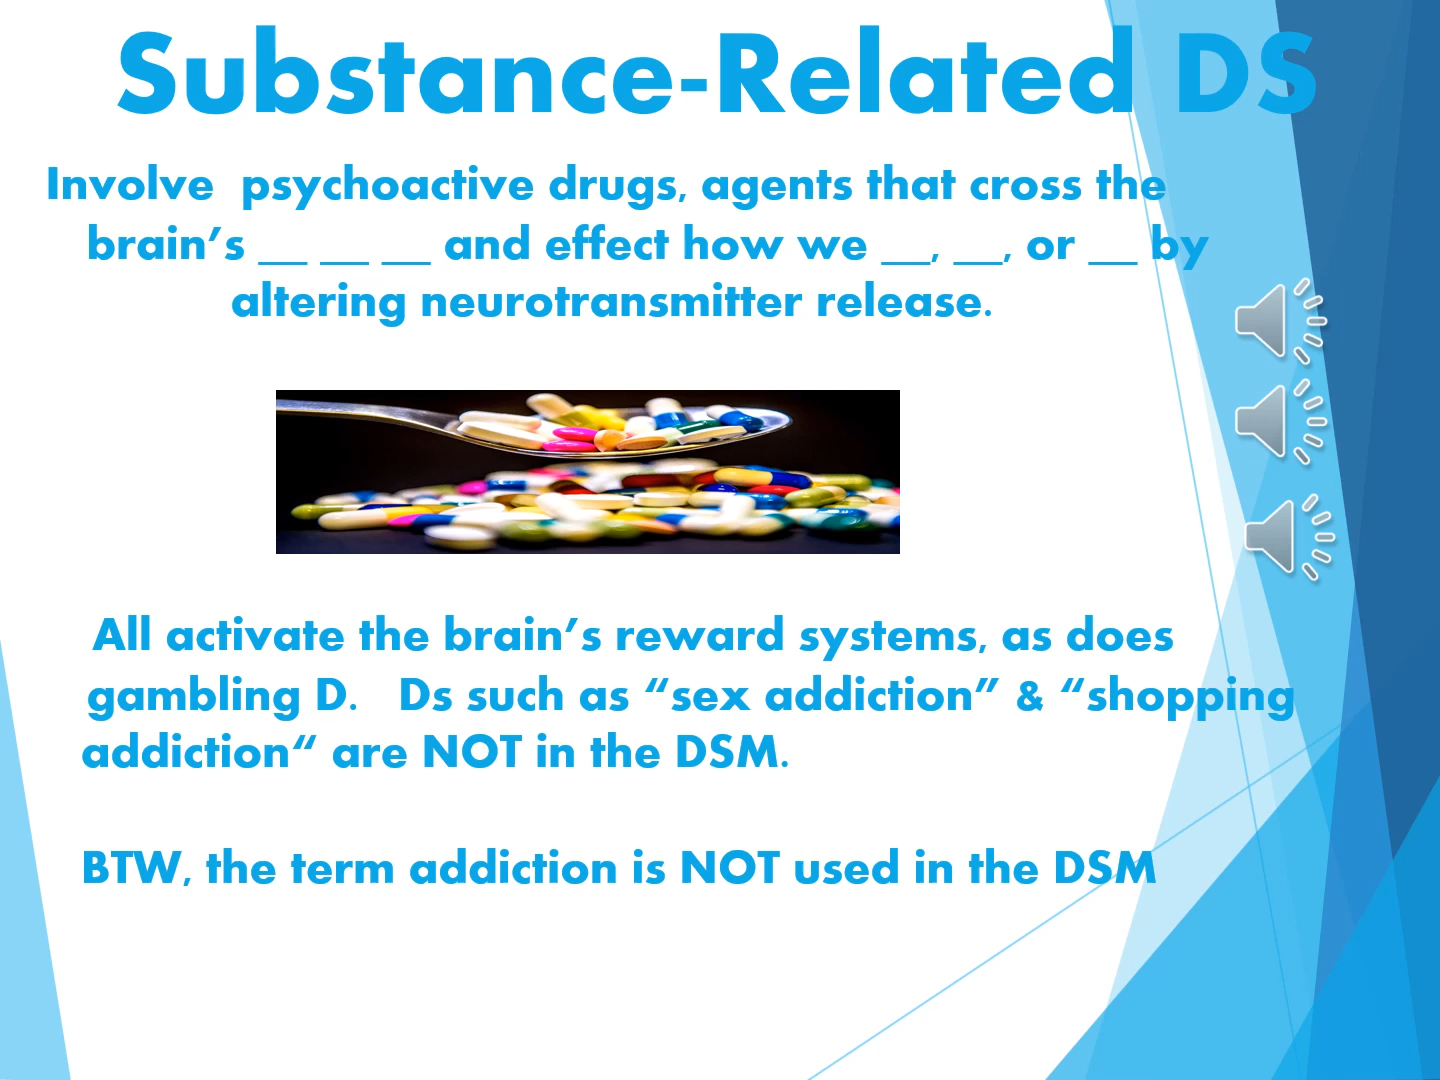 Substance-Related DS
Involve  psychoactive drugs, agents that cross the
brain’s __ __ __ and effect how we __, __, or __ by
altering neurotransmitter release.
All activate the brain’s reward systems, as does
gambling D.   Ds such as “sex addiction” & “shopping
addiction“ are NOT in the DSM.
BTW, the term addiction is NOT used in the DSM